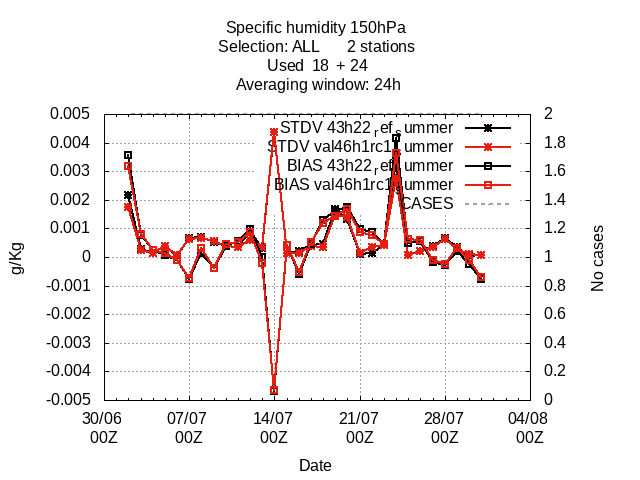 Specific humidity 150hPa
Selection: ALL 2 stations
Used 18 + 24
Averaging window: 24h
0.005
0.004
0.003
0.002
0.001
0
-0.001
-0.002
-0.003
-0.004
-0.005
g/Kg
STDV 43h22_ref_summer
STDV val46h1rc1_summer
BIAS 43h22_ref_summer
BIAS val46h1rc1_summer
CASES
2
1.8
1.6
1.4
1.2
1
0.8
0.6
0.4
0.2
0
No cases
30/06 07/07 14/07 21/07 28/07 04/08
00Z 00Z 00Z 00Z 00Z 00Z
Date